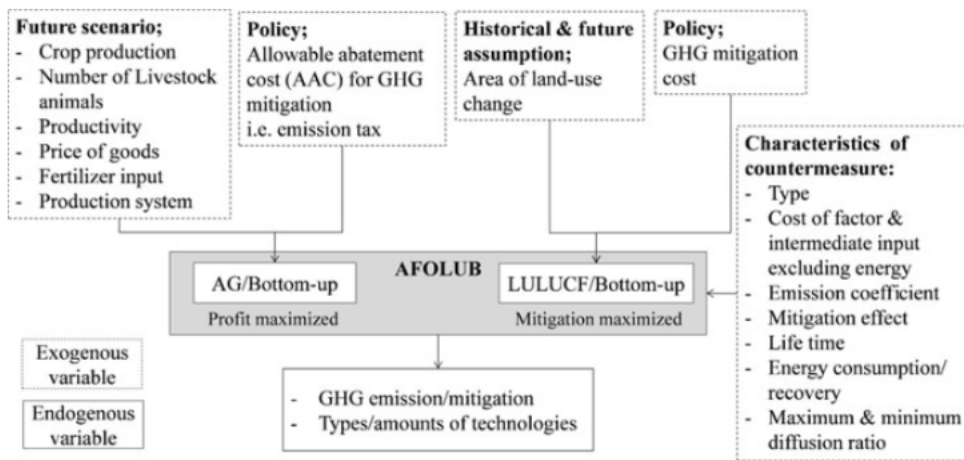 Future scenario;
- Crop production
- Number of Livestock
animals
- Productivity
- Price of goods
- Fertilizer input
- Production system
Policy;
Allowable abatement
cost (AAC) for GHG
mitigation
i.e. emission tax
Historical & future
assumption;
Area of land-use
change
Policy;
GHG mitigation
cost
Characteristics of
countermeasure:
- Type
- Cost of factor &
intermediate input
excluding energy
- Emission coefficient
- Mitigation effect
- Life time
- Energy consumption/
recovery
- Maximum & minimum
diffusion ratio
AFOLUB
AG/Bottom-up
Profit maximized
LULUCF/Bottom-up
Mitigation maximized
Exogenous
variable
Endogenous
variable
- GHG emission/mitigation
- Types/amounts of technologies